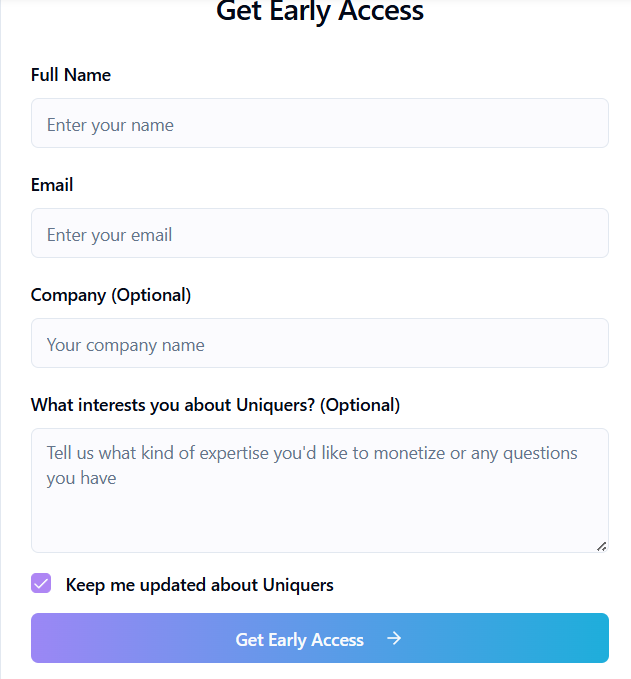 Get Early Access
Full Name
Enter your name
Email
Enter your email
Company (Optional)
Your company name
What interests you about Uniquers? (Optional)
Tell us what kind of expertise you'd like to monetize or any questions
you have
Keep me updated about Uniquers
Get Early Access →